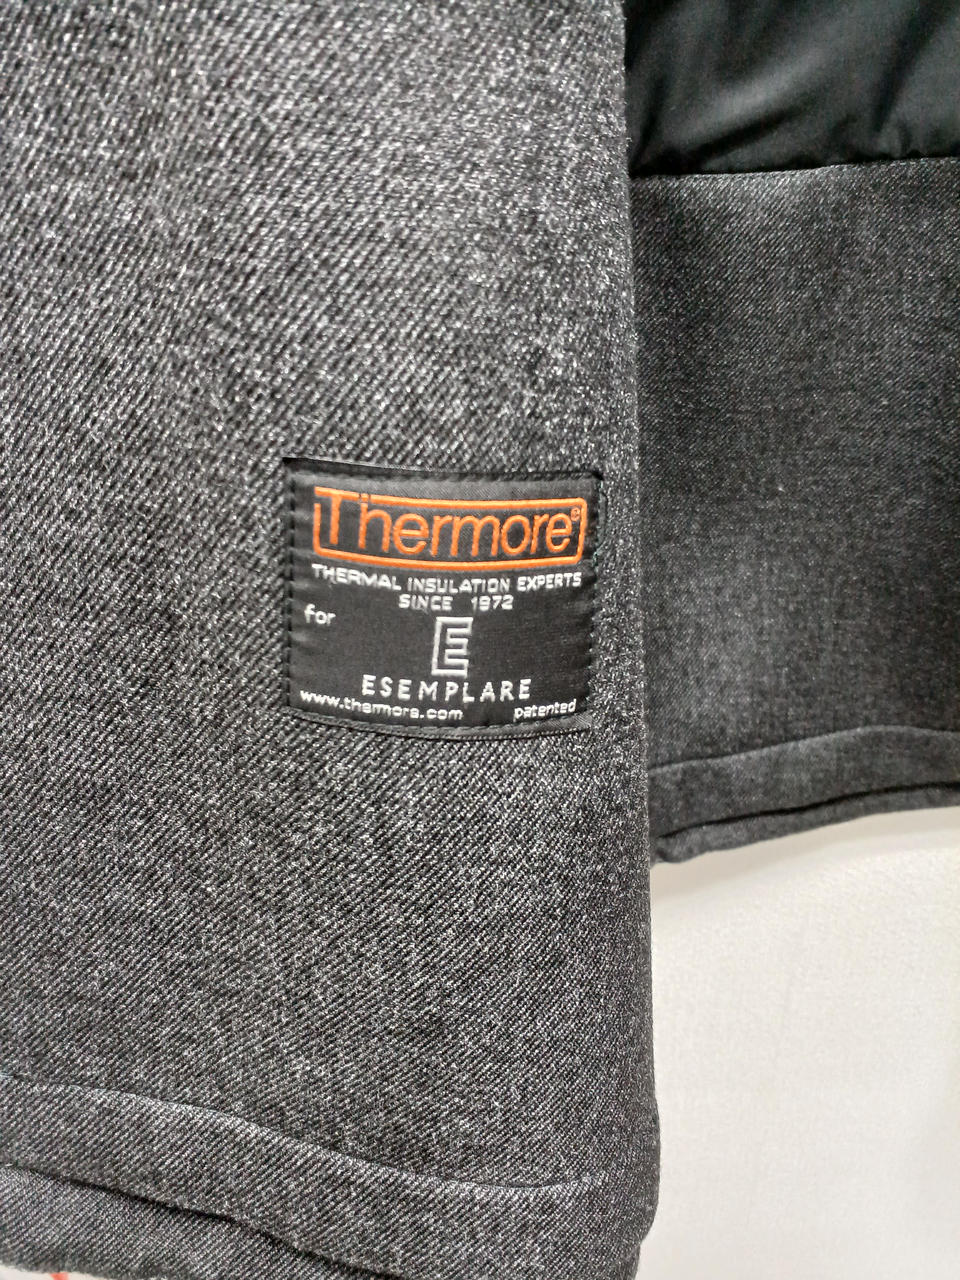 Thermore®
THERMAL INSULATION EXPERTS
SINCE 1972
for
E
ESEMPLARE
www.thermore.com
patented